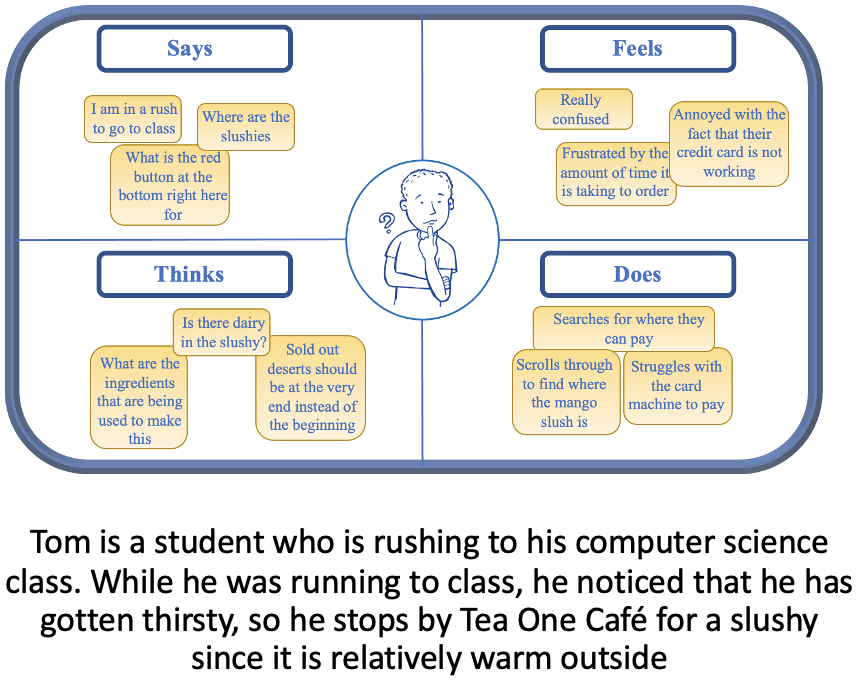 Says
I am in a rush
to go to class
Where are the
slushies
What is the red
button at the
bottom right here
for
Feels
Really
confused
Annoyed with the
fact that their
credit card is not
working
Frustrated by the
amount of time it
is taking to order
?
Thinks
Is there dairy
in the slushy?
What are the
ingredients
that are being
used to make
this
Sold out
deserts should
be at the very
end instead of
the beginning
Does
Searches for where they
can pay
Scrolls through
to find where
the mango
slush is
Struggles with
the card
machine to pay
Tom is a student who is rushing to his computer science
class. While he was running to class, he noticed that he has
gotten thirsty, so he stops by Tea One Café for a slushy
since it is relatively warm outside